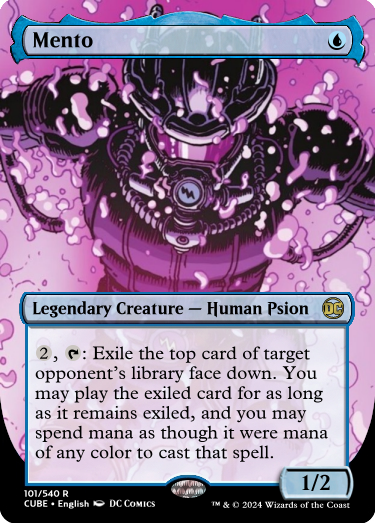 Mento
Legendary Creature — Human Psion
DC
2, T: Exile the top card of target
opponent's library face down. You
may play the exiled card for as long
as it remains exiled, and you may
spend mana as though it were mana
of any color to cast that spell.
1/2
101/540 R
CUBE • English DC COMICS
™ & © 2024 Wizards of the Coast